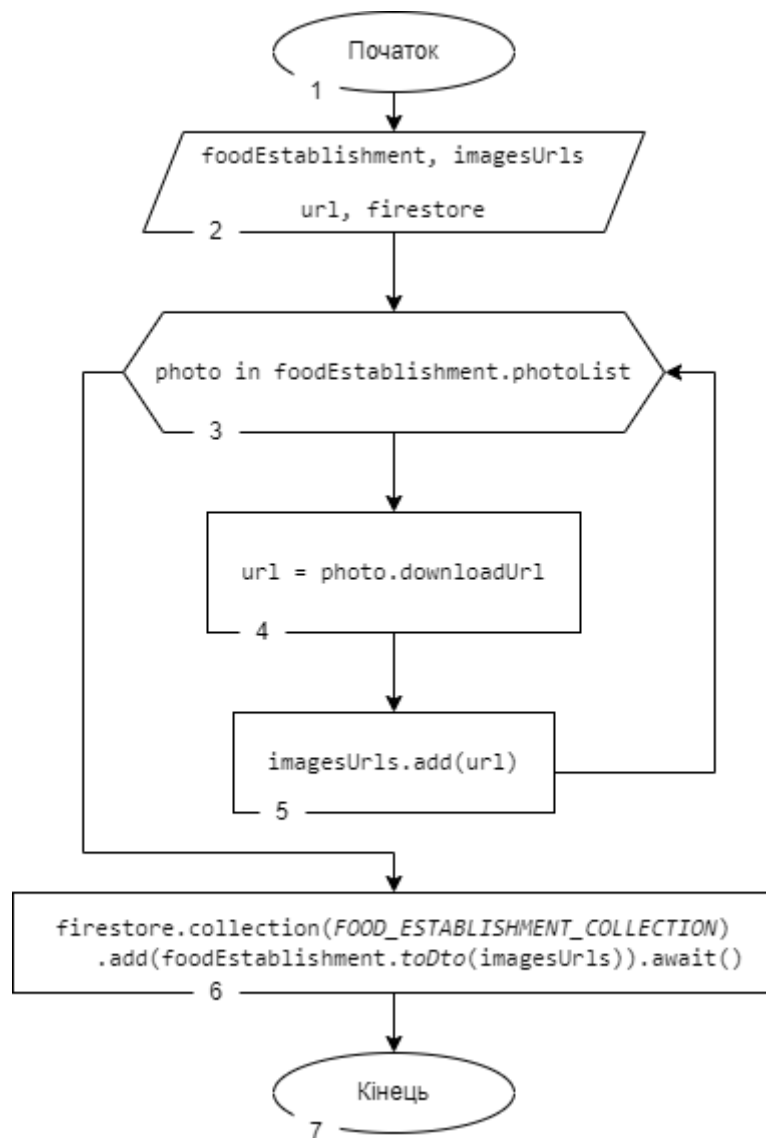 Початок
1
foodEstablishment, imagesUrls
url, firestore
2
photo in foodEstablishment.photoList
3
url = photo.downloadUrl
4
imagesUrls.add(url)
5
firestore.collection(FOOD_ESTABLISHMENT_COLLECTION)
.add(foodEstablishment.toDto(imagesUrls)).await()
6
Кінець
7